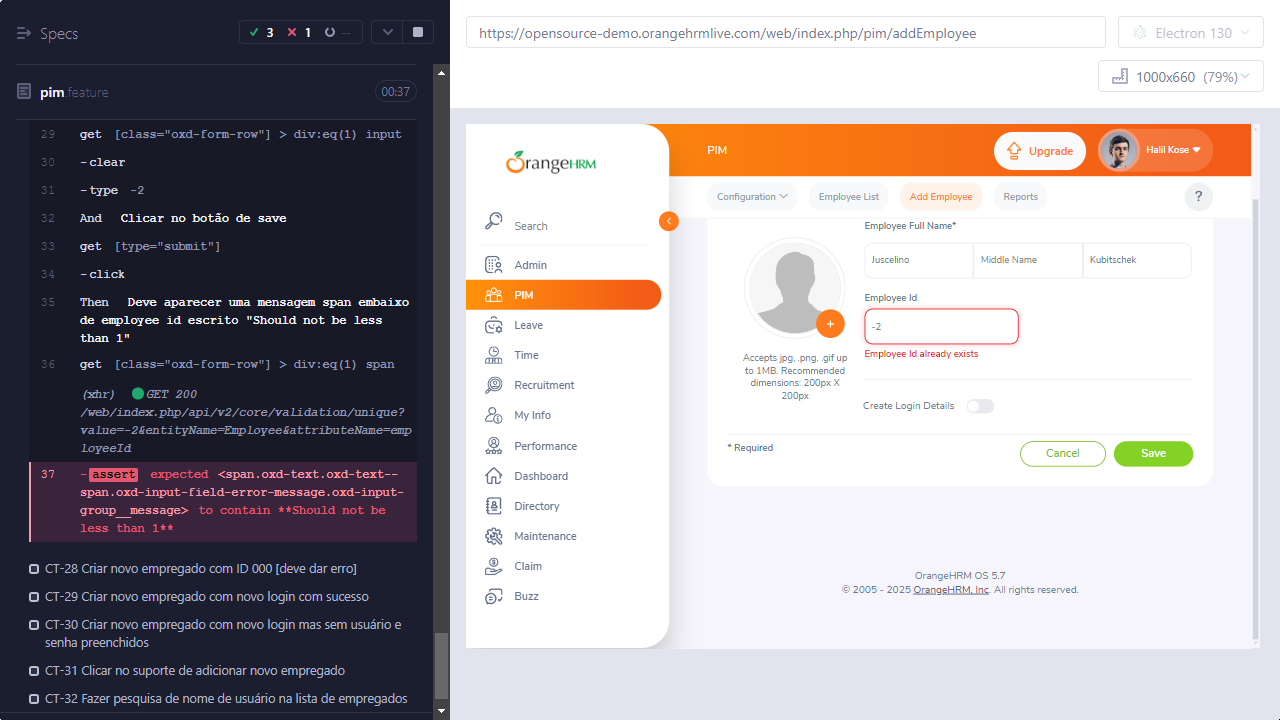 Specs
3
1
--
pim.feature
00:37
29 get [class="oxd-form-row"] > div:eq(1) input
30 -clear
31 -type -2
32 And Clicar no botão de save
33 get [type="submit"]
34 -click
35 Then Deve aparecer uma mensagem span embaixo
de employee id escrito "Should not be less
than 1"
36 get [class="oxd-form-row"] > div:eq(1) span
(xhr) GET 200
/web/index.php/api/v2/core/validation/unique?
value=-2&entityName=Employee&attributeName=emp
loyeeId
37 -assert expected <span.oxd-text.oxd-text--
span.oxd-input-field-error-message.oxd-input-
group__message> to contain **Should not be
less than 1**
CT-28 Criar novo empregado com ID 000 [deve dar erro]
CT-29 Criar novo empregado com novo login com sucesso
CT-30 Criar novo empregado com novo login mas sem usuário e
senha preenchidos
CT-31 Clicar no suporte de adicionar novo empregado
CT-32 Fazer pesquisa de nome de usuário na lista de empregados
https://opensource-demo.orangehrmlive.com/web/index.php/pim/addEmployee
Electron 130
1000x660 (79%)
OrangeHRM
Search
Admin
PIM
Leave
Time
Recruitment
My Info
Performance
Dashboard
Directory
Maintenance
Claim
Buzz
PIM
Upgrade
Halil Kose
Configuration
Employee List
Add Employee
Reports
?
Employee Full Name*
Juscelino
Middle Name
Kubitschek
Employee Id
-2
Employee Id already exists
+
Accepts jpg, .png, .gif up
to 1MB. Recommended
dimensions: 200px X
200px
Create Login Details
* Required
Cancel
Save
OrangeHRM OS 5.7
© 2005 - 2025 OrangeHRM, Inc. All rights reserved.